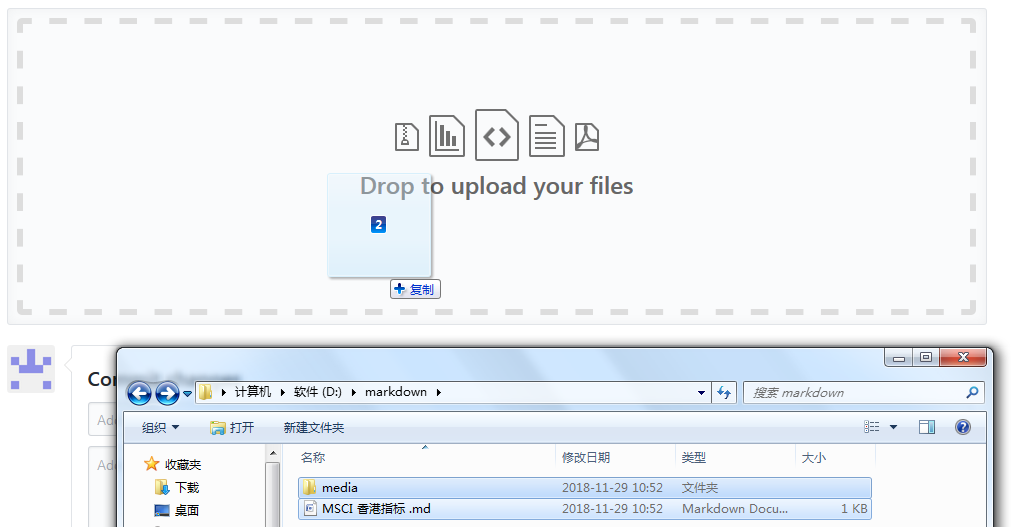 Drop to upload your files
2
复制
计算机 软件 (D:) markdown
搜索 markdown
组织 打开 新建文件夹
收藏夹
下载
桌面
名称 修改日期 类型 大小
media 2018-11-29 10:52 文件夹
MSCI 香港指标 .md 2018-11-29 10:52 Markdown Docu... 1 KB